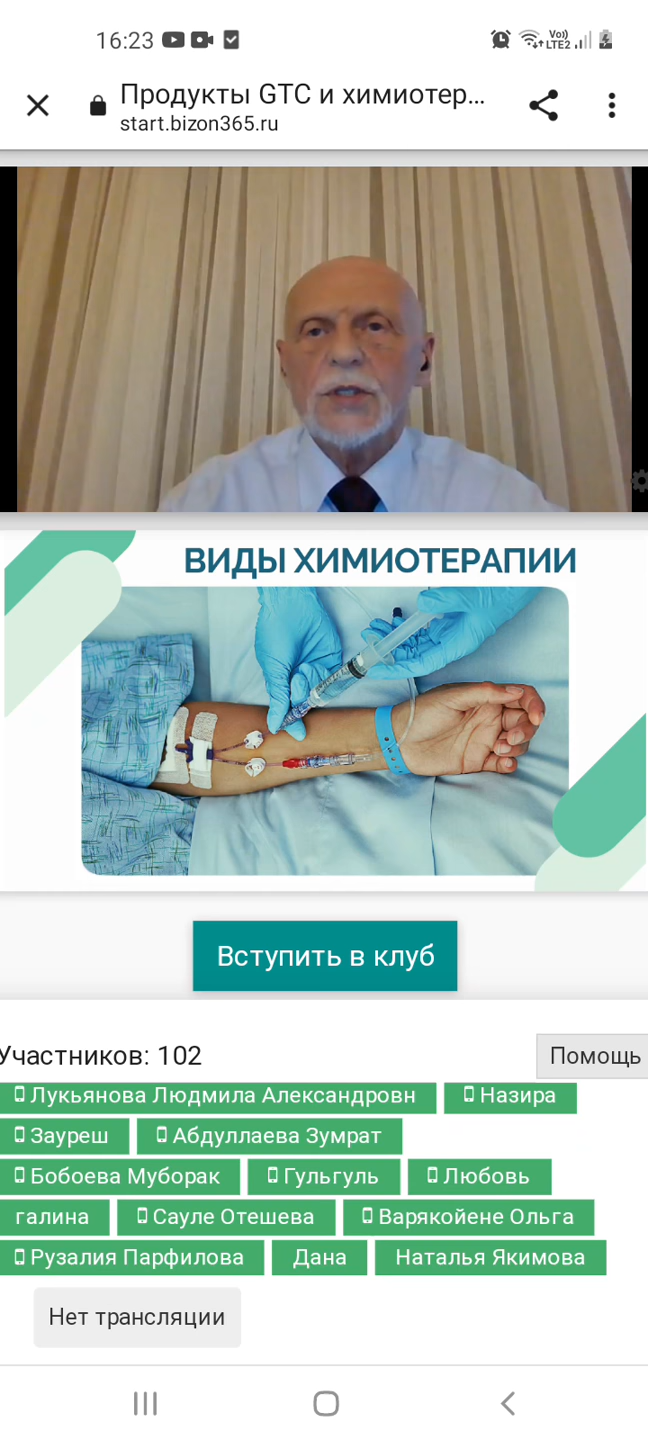 16:23
Vo)) LTE2
Продукты GTC и химиотер...
start.bizon365.ru
ВИДЫ ХИМИОТЕРАПИИ
Вступить в клуб
Участников: 102 Помощь
Лукьянова Людмила Александровн Назира
Зауреш Абдуллаева Зумрат
Бобоева Муборак Гульгуль Любовь
галина Сауле Отешева Варякойене Ольга
Рузалия Парфилова Дана Наталья Якимова
Нет трансляции